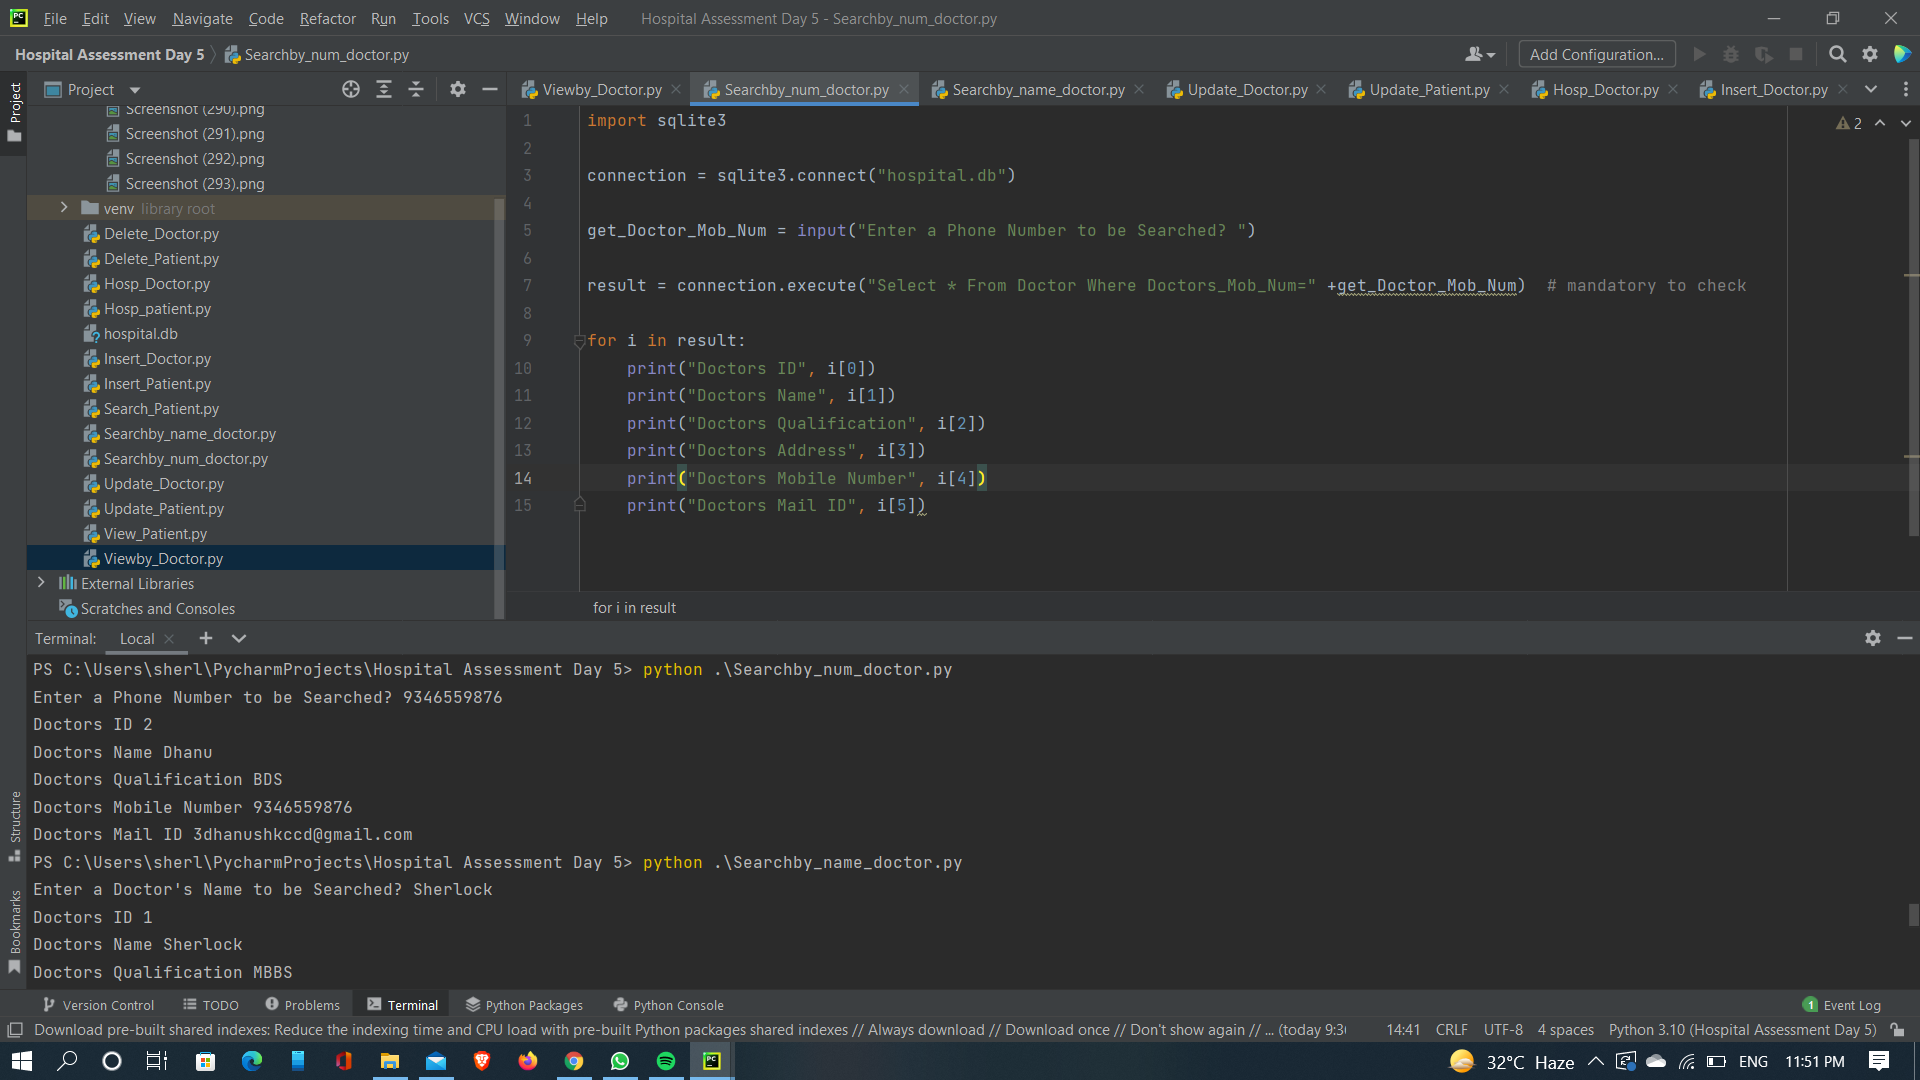 File Edit View Navigate Code Refactor Run Tools VCS Window Help Hospital Assessment Day 5 - Searchby_num_doctor.py
Hospital Assessment Day 5 Searchby_num_doctor.py Add Configuration...
Project
Project
Viewby_Doctor.py Searchby_num_doctor.py Searchby_name_doctor.py Update_Doctor.py Update_Patient.py Hosp_Doctor.py Insert_Doctor.py
Screenshot (290).png
Screenshot (291).png
Screenshot (292).png
Screenshot (293).png
venv library root
Delete_Doctor.py
Delete_Patient.py
Hosp_Doctor.py
Hosp_patient.py
hospital.db
Insert_Doctor.py
Insert_Patient.py
Search_Patient.py
Searchby_name_doctor.py
Searchby_num_doctor.py
Update_Doctor.py
Update_Patient.py
View_Patient.py
Viewby_Doctor.py
External Libraries
Scratches and Consoles
2
1 import sqlite3
2
3 connection = sqlite3.connect("hospital.db")
4
5 get_Doctor_Mob_Num = input("Enter a Phone Number to be Searched? ")
6
7 result = connection.execute("Select * From Doctor Where Doctors_Mob_Num=" +get_Doctor_Mob_Num) # mandatory to check
8
9 for i in result:
10 print("Doctors ID", i[0])
11 print("Doctors Name", i[1])
12 print("Doctors Qualification", i[2])
13 print("Doctors Address", i[3])
14 print("Doctors Mobile Number", i[4])
15 print("Doctors Mail ID", i[5])
for i in result
Terminal: Local
PS C:\Users\sherl\PycharmProjects\Hospital Assessment Day 5> python .\Searchby_num_doctor.py
Enter a Phone Number to be Searched? 9346559876
Doctors ID 2
Doctors Name Dhanu
Doctors Qualification BDS
Doctors Mobile Number 9346559876
Doctors Mail ID 3dhanushkccd@gmail.com
PS C:\Users\sherl\PycharmProjects\Hospital Assessment Day 5> python .\Searchby_name_doctor.py
Enter a Doctor's Name to be Searched? Sherlock
Doctors ID 1
Doctors Name Sherlock
Doctors Qualification MBBS
Structure
Bookmarks
Version Control TODO Problems Terminal Python Packages Python Console 1 Event Log
Download pre-built shared indexes: Reduce the indexing time and CPU load with pre-built Python packages shared indexes // Always download // Download once // Don't show again // ... (today 9:3 14:41 CRLF UTF-8 4 spaces Python 3.10 (Hospital Assessment Day 5)
32°C Haze ENG 11:51 PM